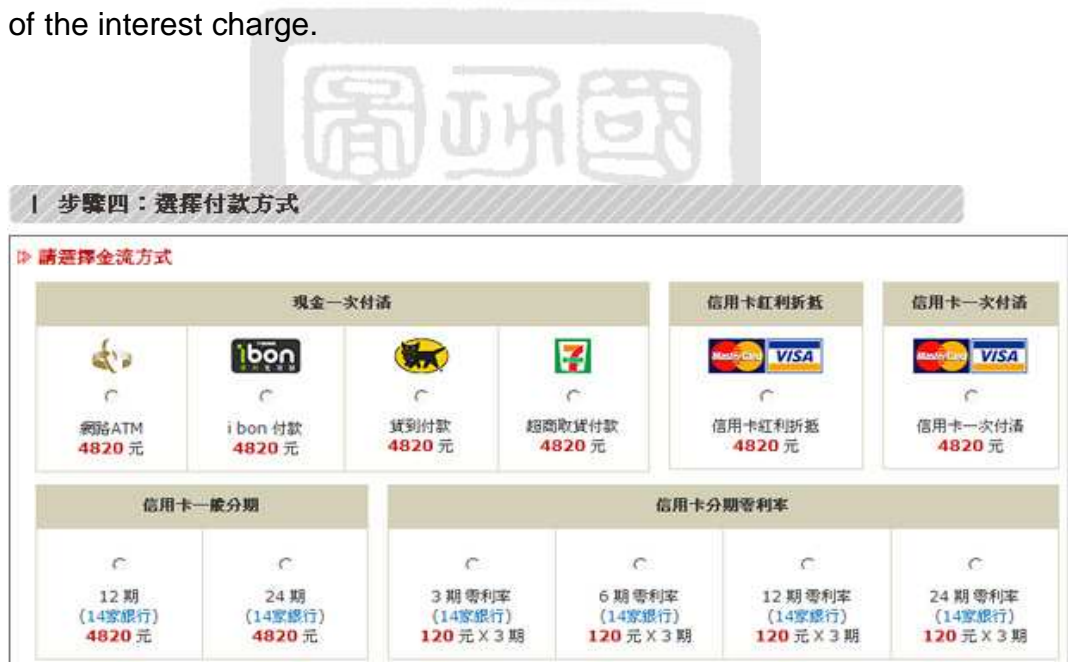 of the interest charge.
步驟四：選擇付款方式
請選擇金流方式
現金一次付清
信用卡紅利折抵
信用卡一次付清
ibon
7
MasterCard VISA
MasterCard VISA
網路ATM
4820 元
i bon 付款
4820 元
貨到付款
4820 元
超商取貨付款
4820 元
信用卡紅利折抵
4820 元
信用卡一次付清
4820 元
信用卡一般分期
信用卡分期零利率
12 期
(14家銀行)
4820 元
24 期
(14家銀行)
4820 元
3 期 零利率
(14家銀行)
120 元 X 3 期
6 期 零利率
(14家銀行)
120 元 X 3 期
12 期 零利率
(14家銀行)
120 元 X 3 期
24 期 零利率
(14家銀行)
120 元 X 3 期